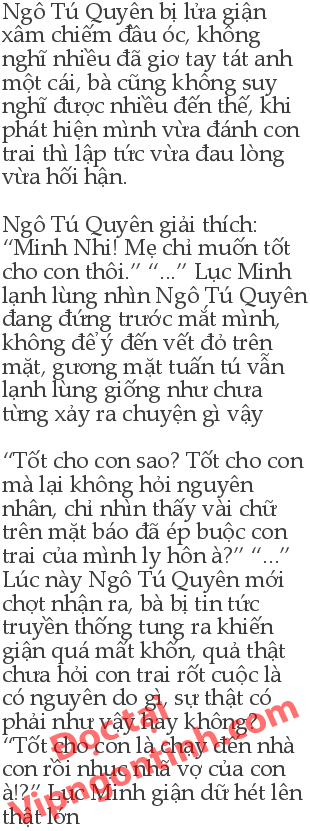 Ngô Tú Quyên bị lửa giận
xâm chiếm đầu óc, không
nghĩ nhiều đã giơ tay tát anh
một cái, bà cũng không suy
nghĩ được nhiều đến thế, khi
phát hiện mình vừa đánh con
trai thì lập tức vừa đau lòng
vừa hối hận.
Ngô Tú Quyên giải thích:
“Minh Nhi! Mẹ chỉ muốn tốt
cho con thôi.” “...” Lục Minh
lạnh lùng nhìn Ngô Tú Quyên
đang đứng trước mắt mình,
không để ý đến vết đỏ trên
mặt, gương mặt tuấn tú vẫn
lạnh lùng giống như chưa
từng xảy ra chuyện gì vậy
“Tốt cho con sao? Tốt cho con
mà lại không hỏi nguyên
nhân, chỉ nhìn thấy vài chữ
trên mặt báo đã ép buộc con
trai của mình ly hôn à?” “...”
Lúc này Ngô Tú Quyên mới
chợt nhận ra, bà bị tin tức
truyền thống tung ra khiến
giận quá mất khôn, quả thật
chưa hỏi con trai rốt cuộc là
có nguyên do gì, sự thật có
phải như vậy hay không?
“Tốt cho con là chạy đến nhà
con rồi nhục nhã vợ của con
à!?” Lục Minh giận dữ hét lên
thật lớn
Đọc tại
Vipngontinh.com